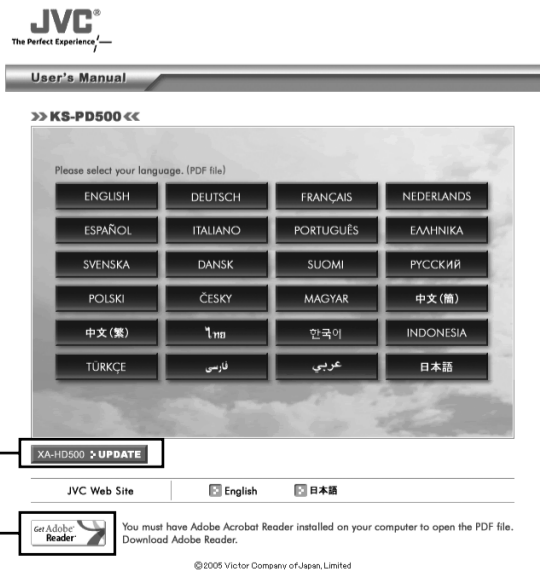 JVC®
The Perfect Experience
User's Manual
KS-PD500
Please select your language. (PDF file)
ENGLISH DEUTSCH FRANÇAIS NEDERLANDS
ESPAÑOL ITALIANO PORTUGUÊS ΕΛΛΗΝΙΚΑ
SVENSKA DANSK SUOMI РУССКИЙ
POLSKI ČESKY MAGYAR 中文(簡)
中文(繁) ไทย 한국어 INDONESIA
TÜRKÇE فارسی عربي 日本語
XA-HD500 UPDATE
JVC Web Site English 日本語
Get Adobe® Reader®
You must have Adobe Acrobat Reader installed on your computer to open the PDF file.
Download Adobe Reader.
©2005 Victor Company of Japan, Limited